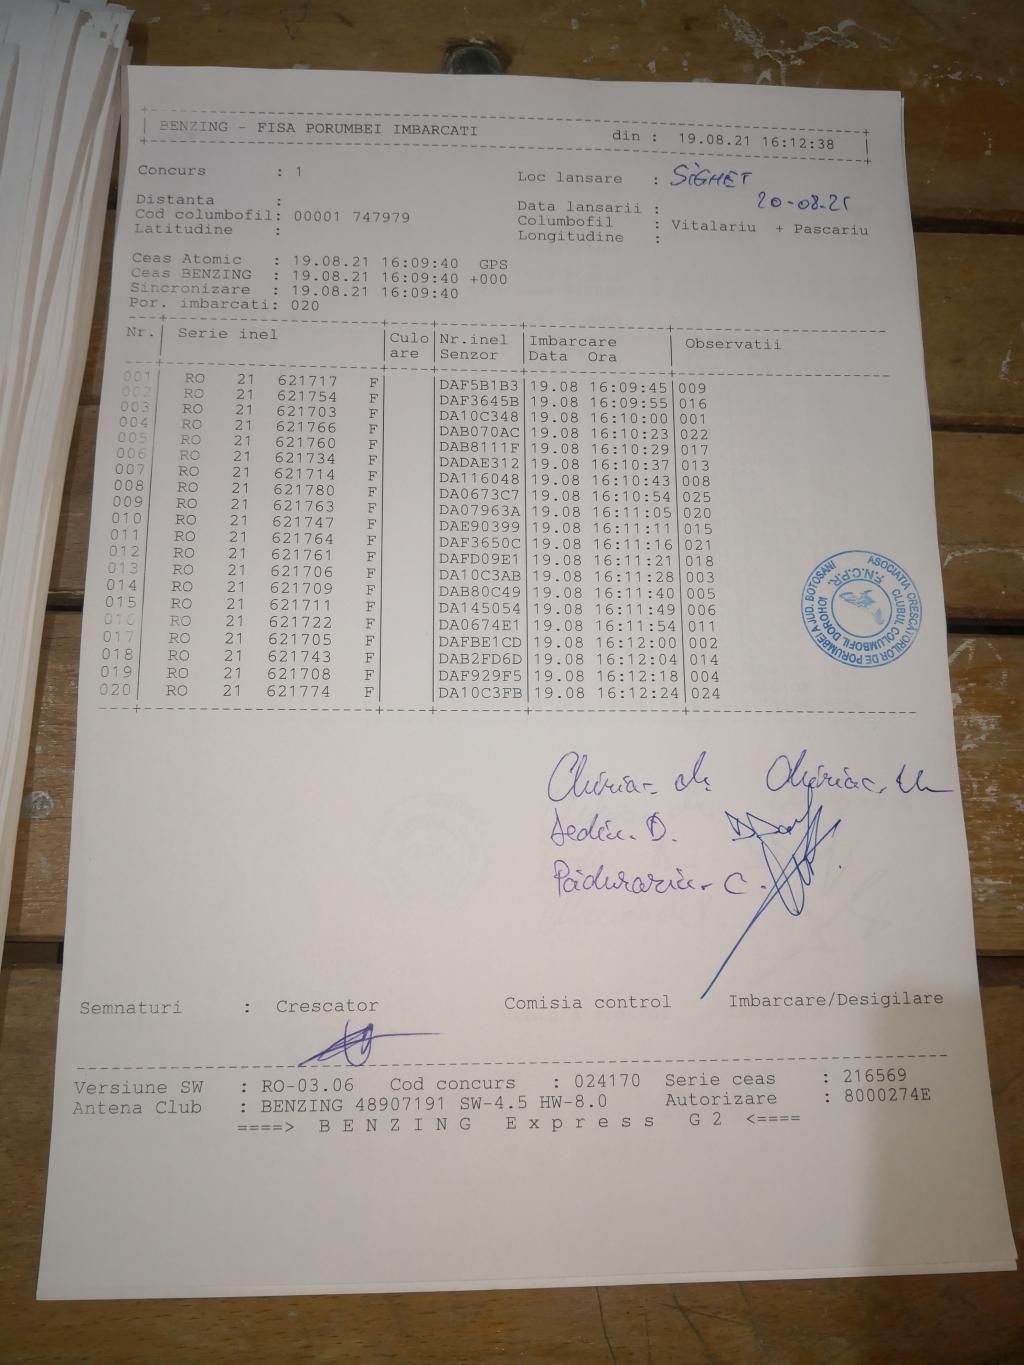 BENZING - FISA PORUMBEI IMBARCATI din : 19.08.21 16:12:38
Concurs : 1 Loc lansare : SIGHET
Distanta : Data lansarii : 20-08-21
Cod columbofil: 00001 747979 Columbofil : Vitalariu + Pascariu
Latitudine : Longitudine :
Ceas Atomic : 19.08.21 16:09:40 GPS
Ceas BENZING : 19.08.21 16:09:40 +000
Sincronizare : 19.08.21 16:09:40
Por. imbarcati: 020
Nr. Serie inel Culo Nr.inel Imbarcare Observatii
are Senzor Data Ora
001 RO 21 621717 F DAF5B1B3 19.08 16:09:45 009
002 RO 21 621754 F DAF3645B 19.08 16:09:55 016
003 RO 21 621703 F DA10C348 19.08 16:10:00 001
004 RO 21 621766 F DAB070AC 19.08 16:10:23 022
005 RO 21 621760 F DAB8111F 19.08 16:10:29 017
006 RO 21 621734 F DADAE312 19.08 16:10:37 013
007 RO 21 621714 F DA116048 19.08 16:10:43 008
008 RO 21 621780 F DA0673C7 19.08 16:10:54 025
009 RO 21 621763 F DA07963A 19.08 16:11:05 020
010 RO 21 621747 F DAE90399 19.08 16:11:11 015
011 RO 21 621764 F DAF3650C 19.08 16:11:16 021
012 RO 21 621761 F DAFD09E1 19.08 16:11:21 018
013 RO 21 621706 F DA10C3AB 19.08 16:11:28 003
014 RO 21 621709 F DAB80C49 19.08 16:11:40 005
015 RO 21 621711 F DA145054 19.08 16:11:49 006
016 RO 21 621722 F DA0674E1 19.08 16:11:54 011
017 RO 21 621705 F DAFBE1CD 19.08 16:12:00 002
018 RO 21 621743 F DAB2FD6D 19.08 16:12:04 014
019 RO 21 621708 F DAF929F5 19.08 16:12:18 004
020 RO 21 621774 F DA10C3FB 19.08 16:12:24 024
ASOCIATIA CRESCATORILOR DE PORUMBEI A JUD. BOTOSANI
CLUBUL COLUMBOFIL DOROHOI
F.N.C.P.R.
D.
C.
Semnaturi : Crescator Comisia control Imbarcare/Desigilare
Versiune SW : RO-03.06 Cod concurs : 024170 Serie ceas : 216569
Antena Club : BENZING 48907191 SW-4.5 HW-8.0 Autorizare : 8000274E
====> B E N Z I N G E x p r e s s G 2 <====